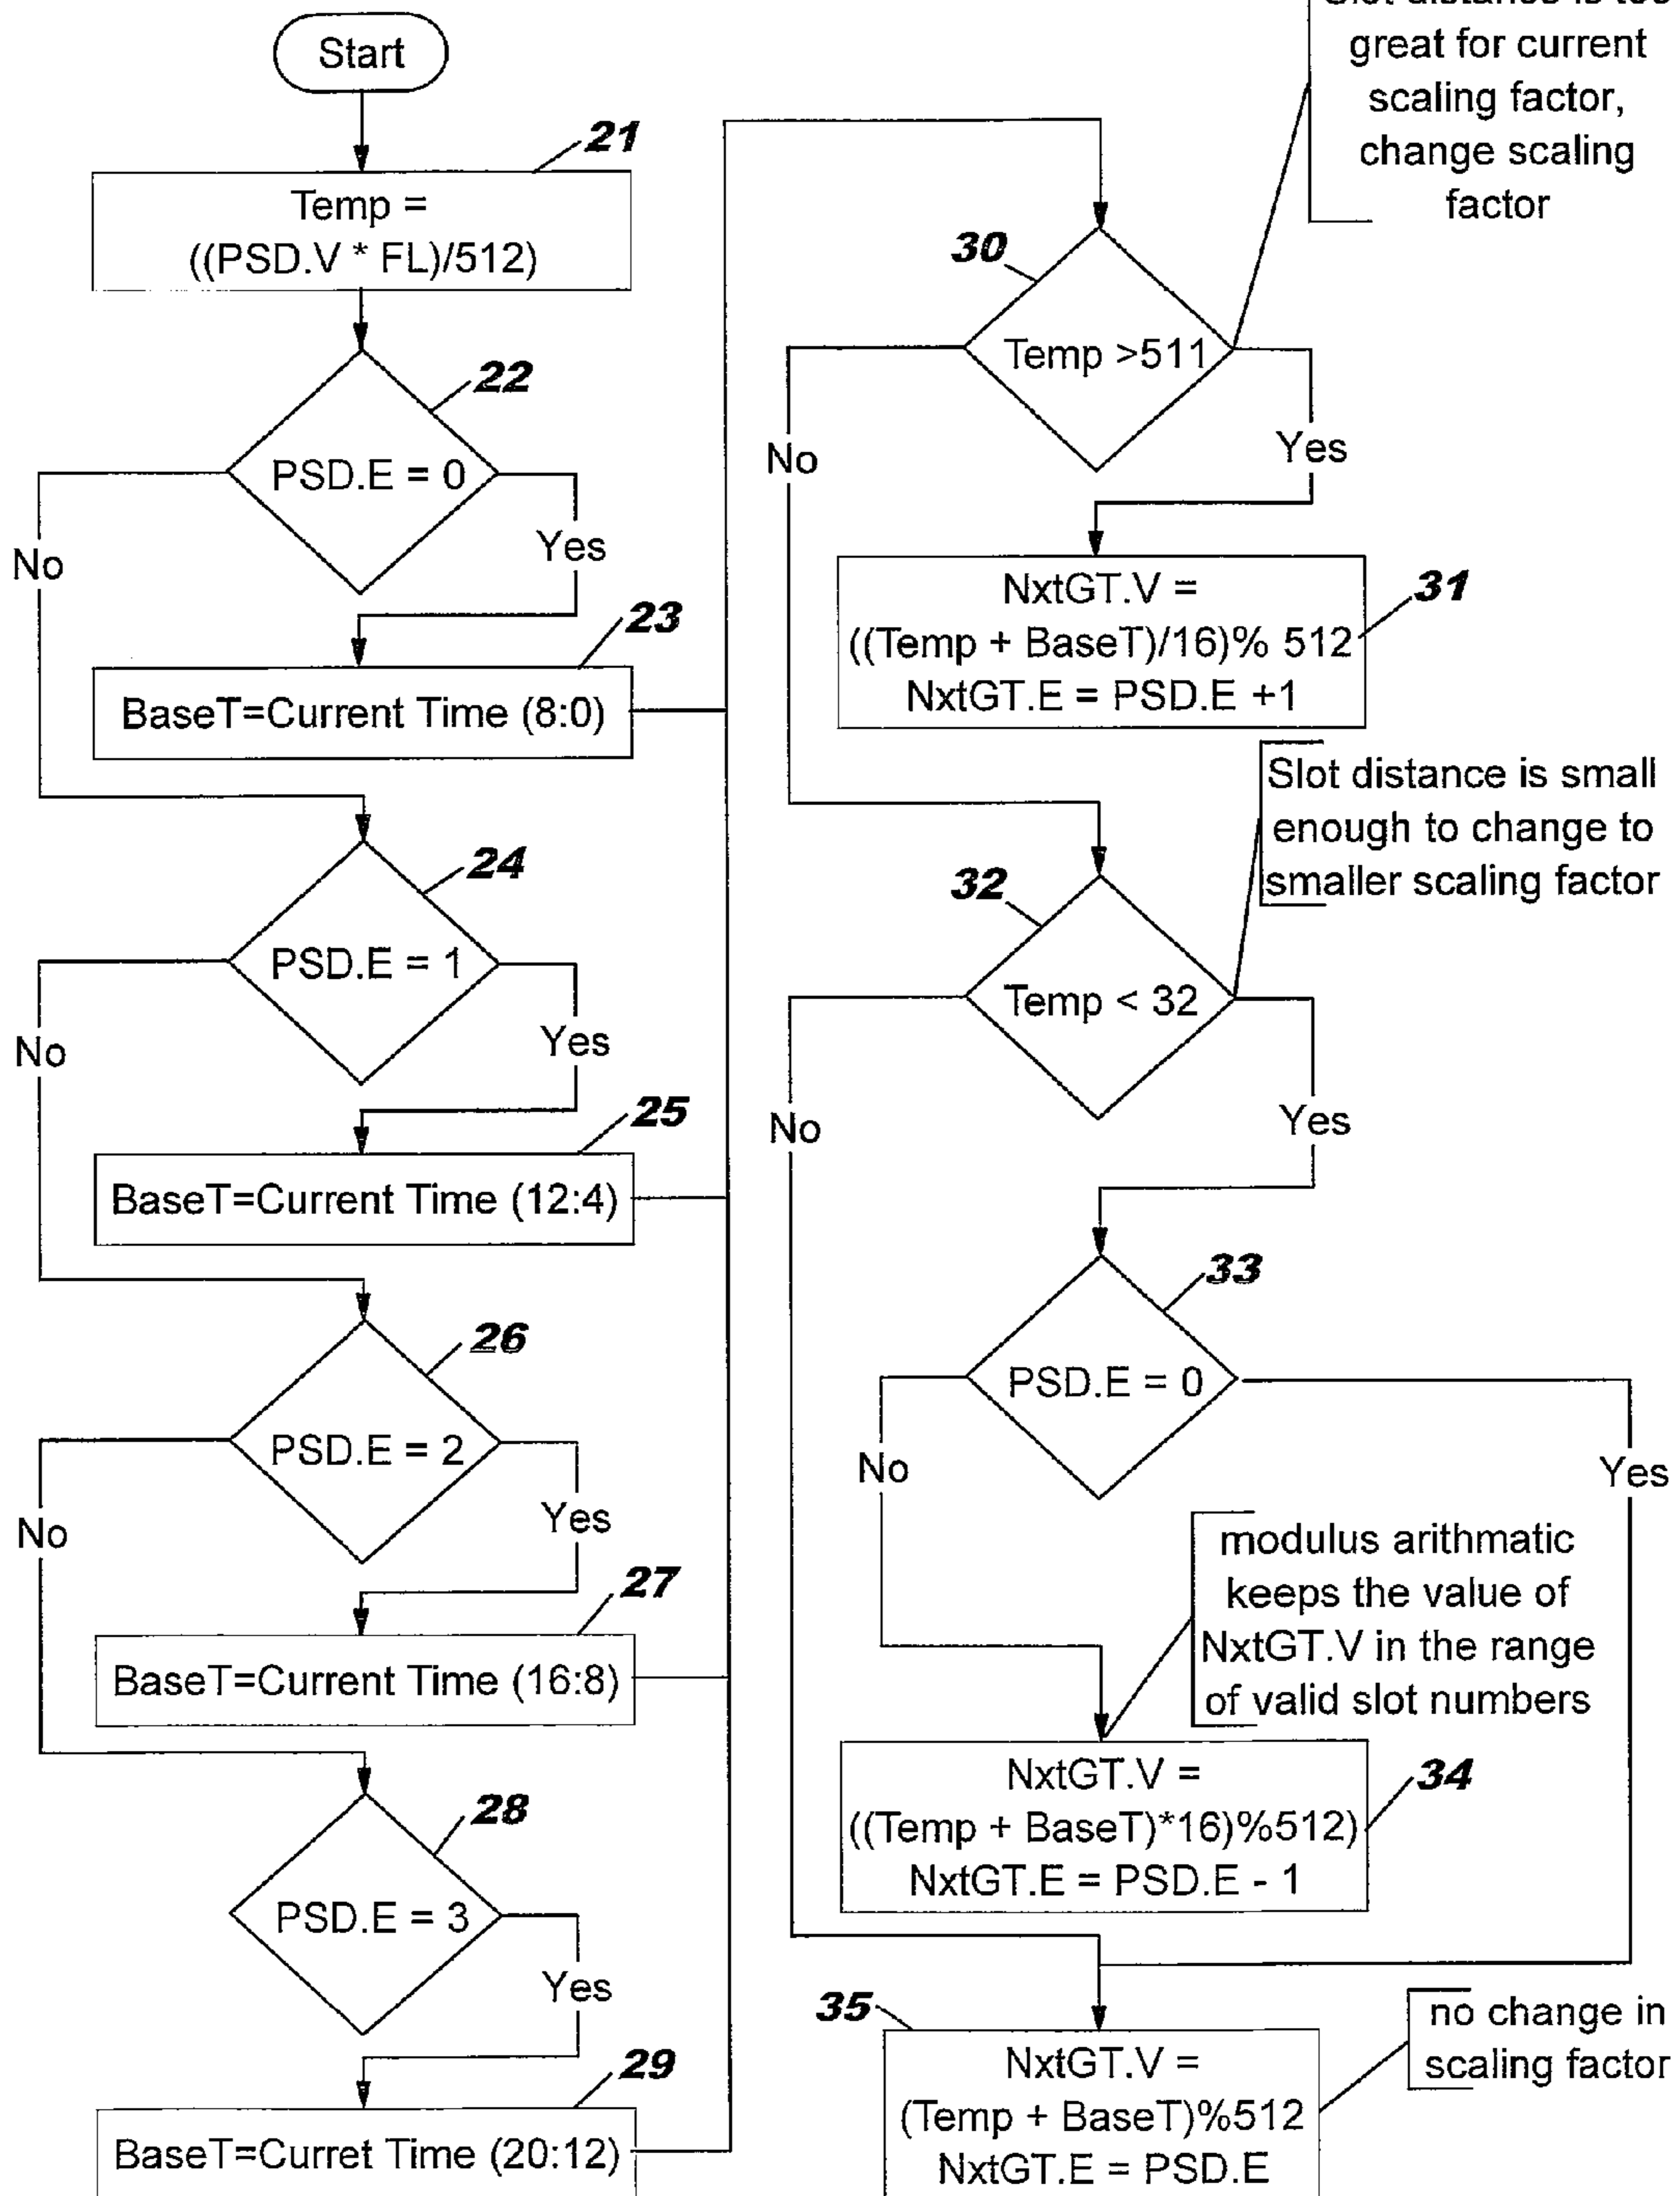 Start
21
Temp =
((PSD.V * FL)/512)
22
PSD.E = 0
No
Yes
23
BaseT=Current Time (8:0)
24
PSD.E = 1
No
Yes
25
BaseT=Current Time (12:4)
26
PSD.E = 2
No
Yes
27
BaseT=Current Time (16:8)
28
PSD.E = 3
Yes
29
BaseT=Curret Time (20:12)
Slot distance is too
great for current
scaling factor,
change scaling
factor
30
Temp >511
No
Yes
NxtGT.V =
((Temp + BaseT)/16)% 512
NxtGT.E = PSD.E +1
31
Slot distance is small
enough to change to
smaller scaling factor
32
Temp < 32
No
Yes
33
PSD.E = 0
No
Yes
modulus arithmatic
keeps the value of
NxtGT.V in the range
of valid slot numbers
NxtGT.V =
((Temp + BaseT)*16)%512)
NxtGT.E = PSD.E - 1
34
35
NxtGT.V =
(Temp + BaseT)%512
NxtGT.E = PSD.E
no change in
scaling factor